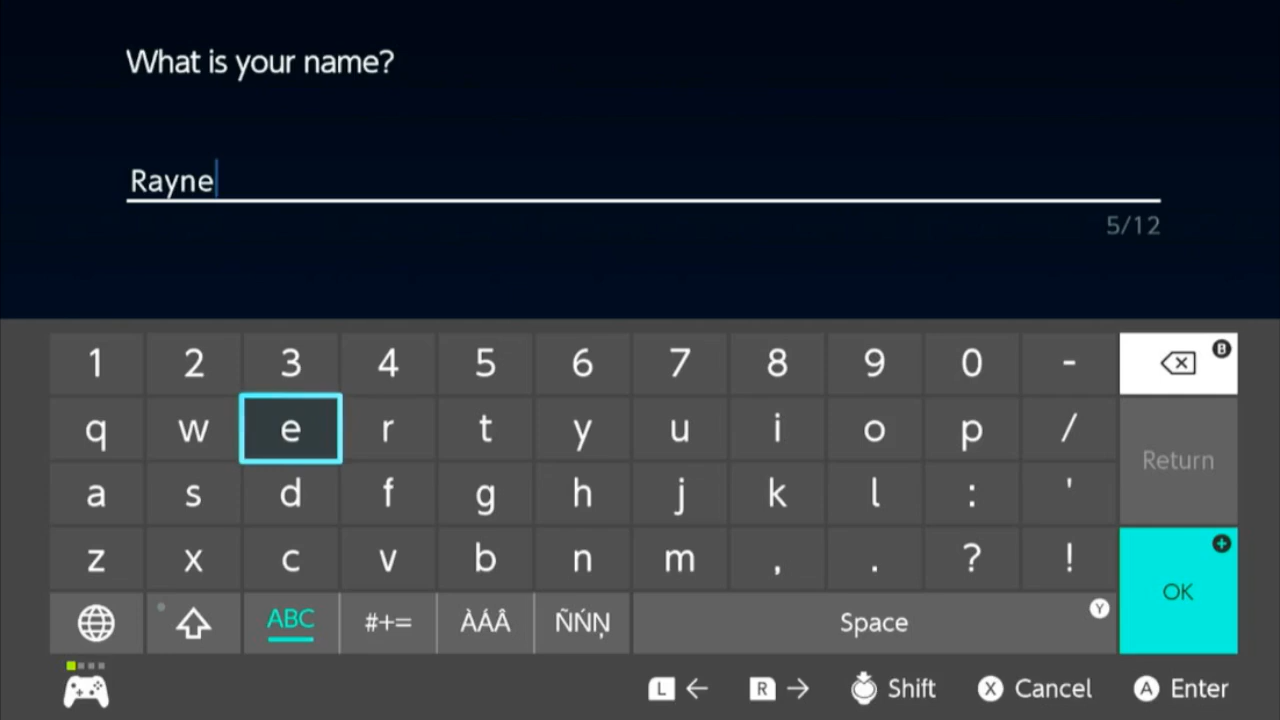 What is your name?
Rayne
5/12
1 2 3 4 5 6 7 8 9 0 - B
q w e r t y u i o p / Return
a s d f g h j k l : '
z x c v b n m , . ? ! + OK
ABC #+= ÀÁÂ ÑŃŅ Space Y
L ← R → Shift X Cancel A Enter